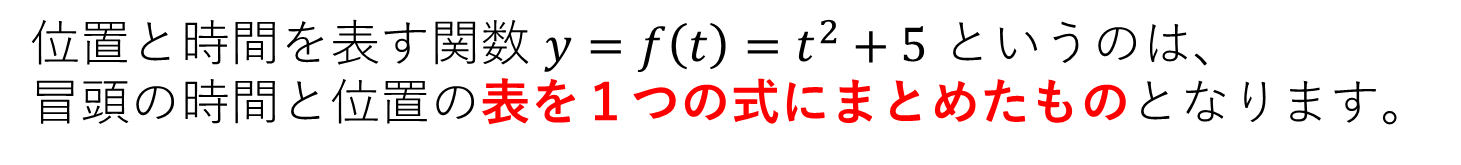 位置と時間を表す関数 y = f(t) = t² + 5 というのは、
冒頭の時間と位置の表を１つの式にまとめたものとなります。